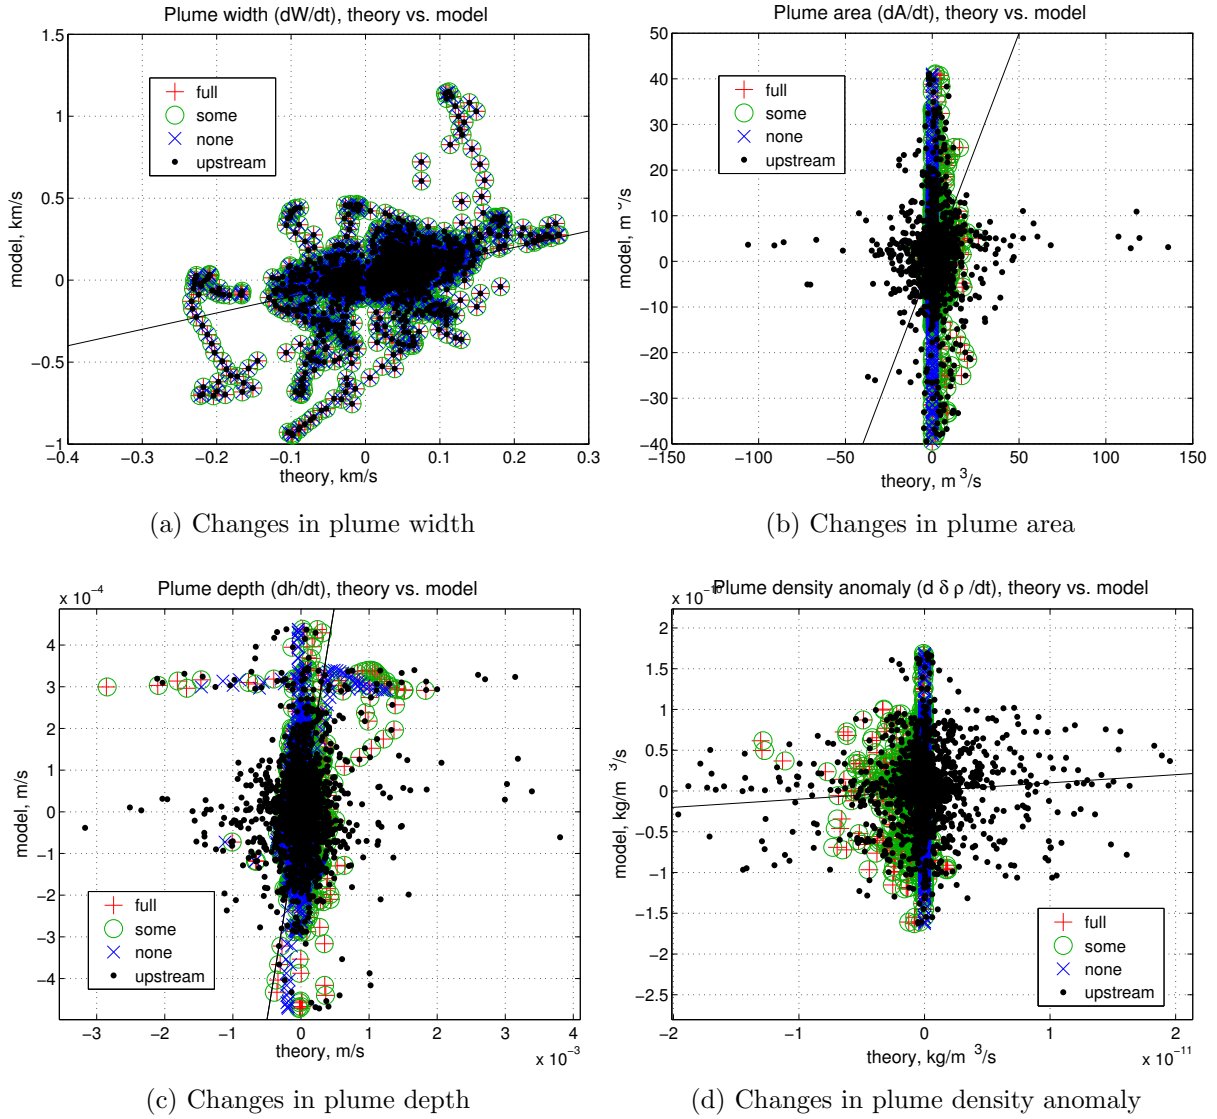 Plume width (dW/dt), theory vs. model
1.5
1
0.5
0
−0.5
−1
model, km/s
full
some
none
upstream
−0.4 −0.3 −0.2 −0.1 0 0.1 0.2 0.3
theory, km/s
(a) Changes in plume width
Plume area (dA/dt), theory vs. model
50
40
30
20
10
0
−10
−20
−30
−40
model, m ³/s
full
some
none
upstream
−150 −100 −50 0 50 100 150
theory, m ³/s
(b) Changes in plume area
Plume depth (dh/dt), theory vs. model
x 10⁻⁴
4
3
2
1
0
−1
−2
−3
−4
model, m/s
full
some
none
upstream
−3 −2 −1 0 1 2 3 4
theory, m/s
x 10⁻³
(c) Changes in plume depth
Plume density anomaly (d δ ρ /dt), theory vs. model
2
1.5
1
0.5
0
−0.5
−1
−1.5
−2
−2.5
model, kg/m ³/s
full
some
none
upstream
−2 −1 0 1 2
theory, kg/m ³/s
x 10⁻¹¹
(d) Changes in plume density anomaly